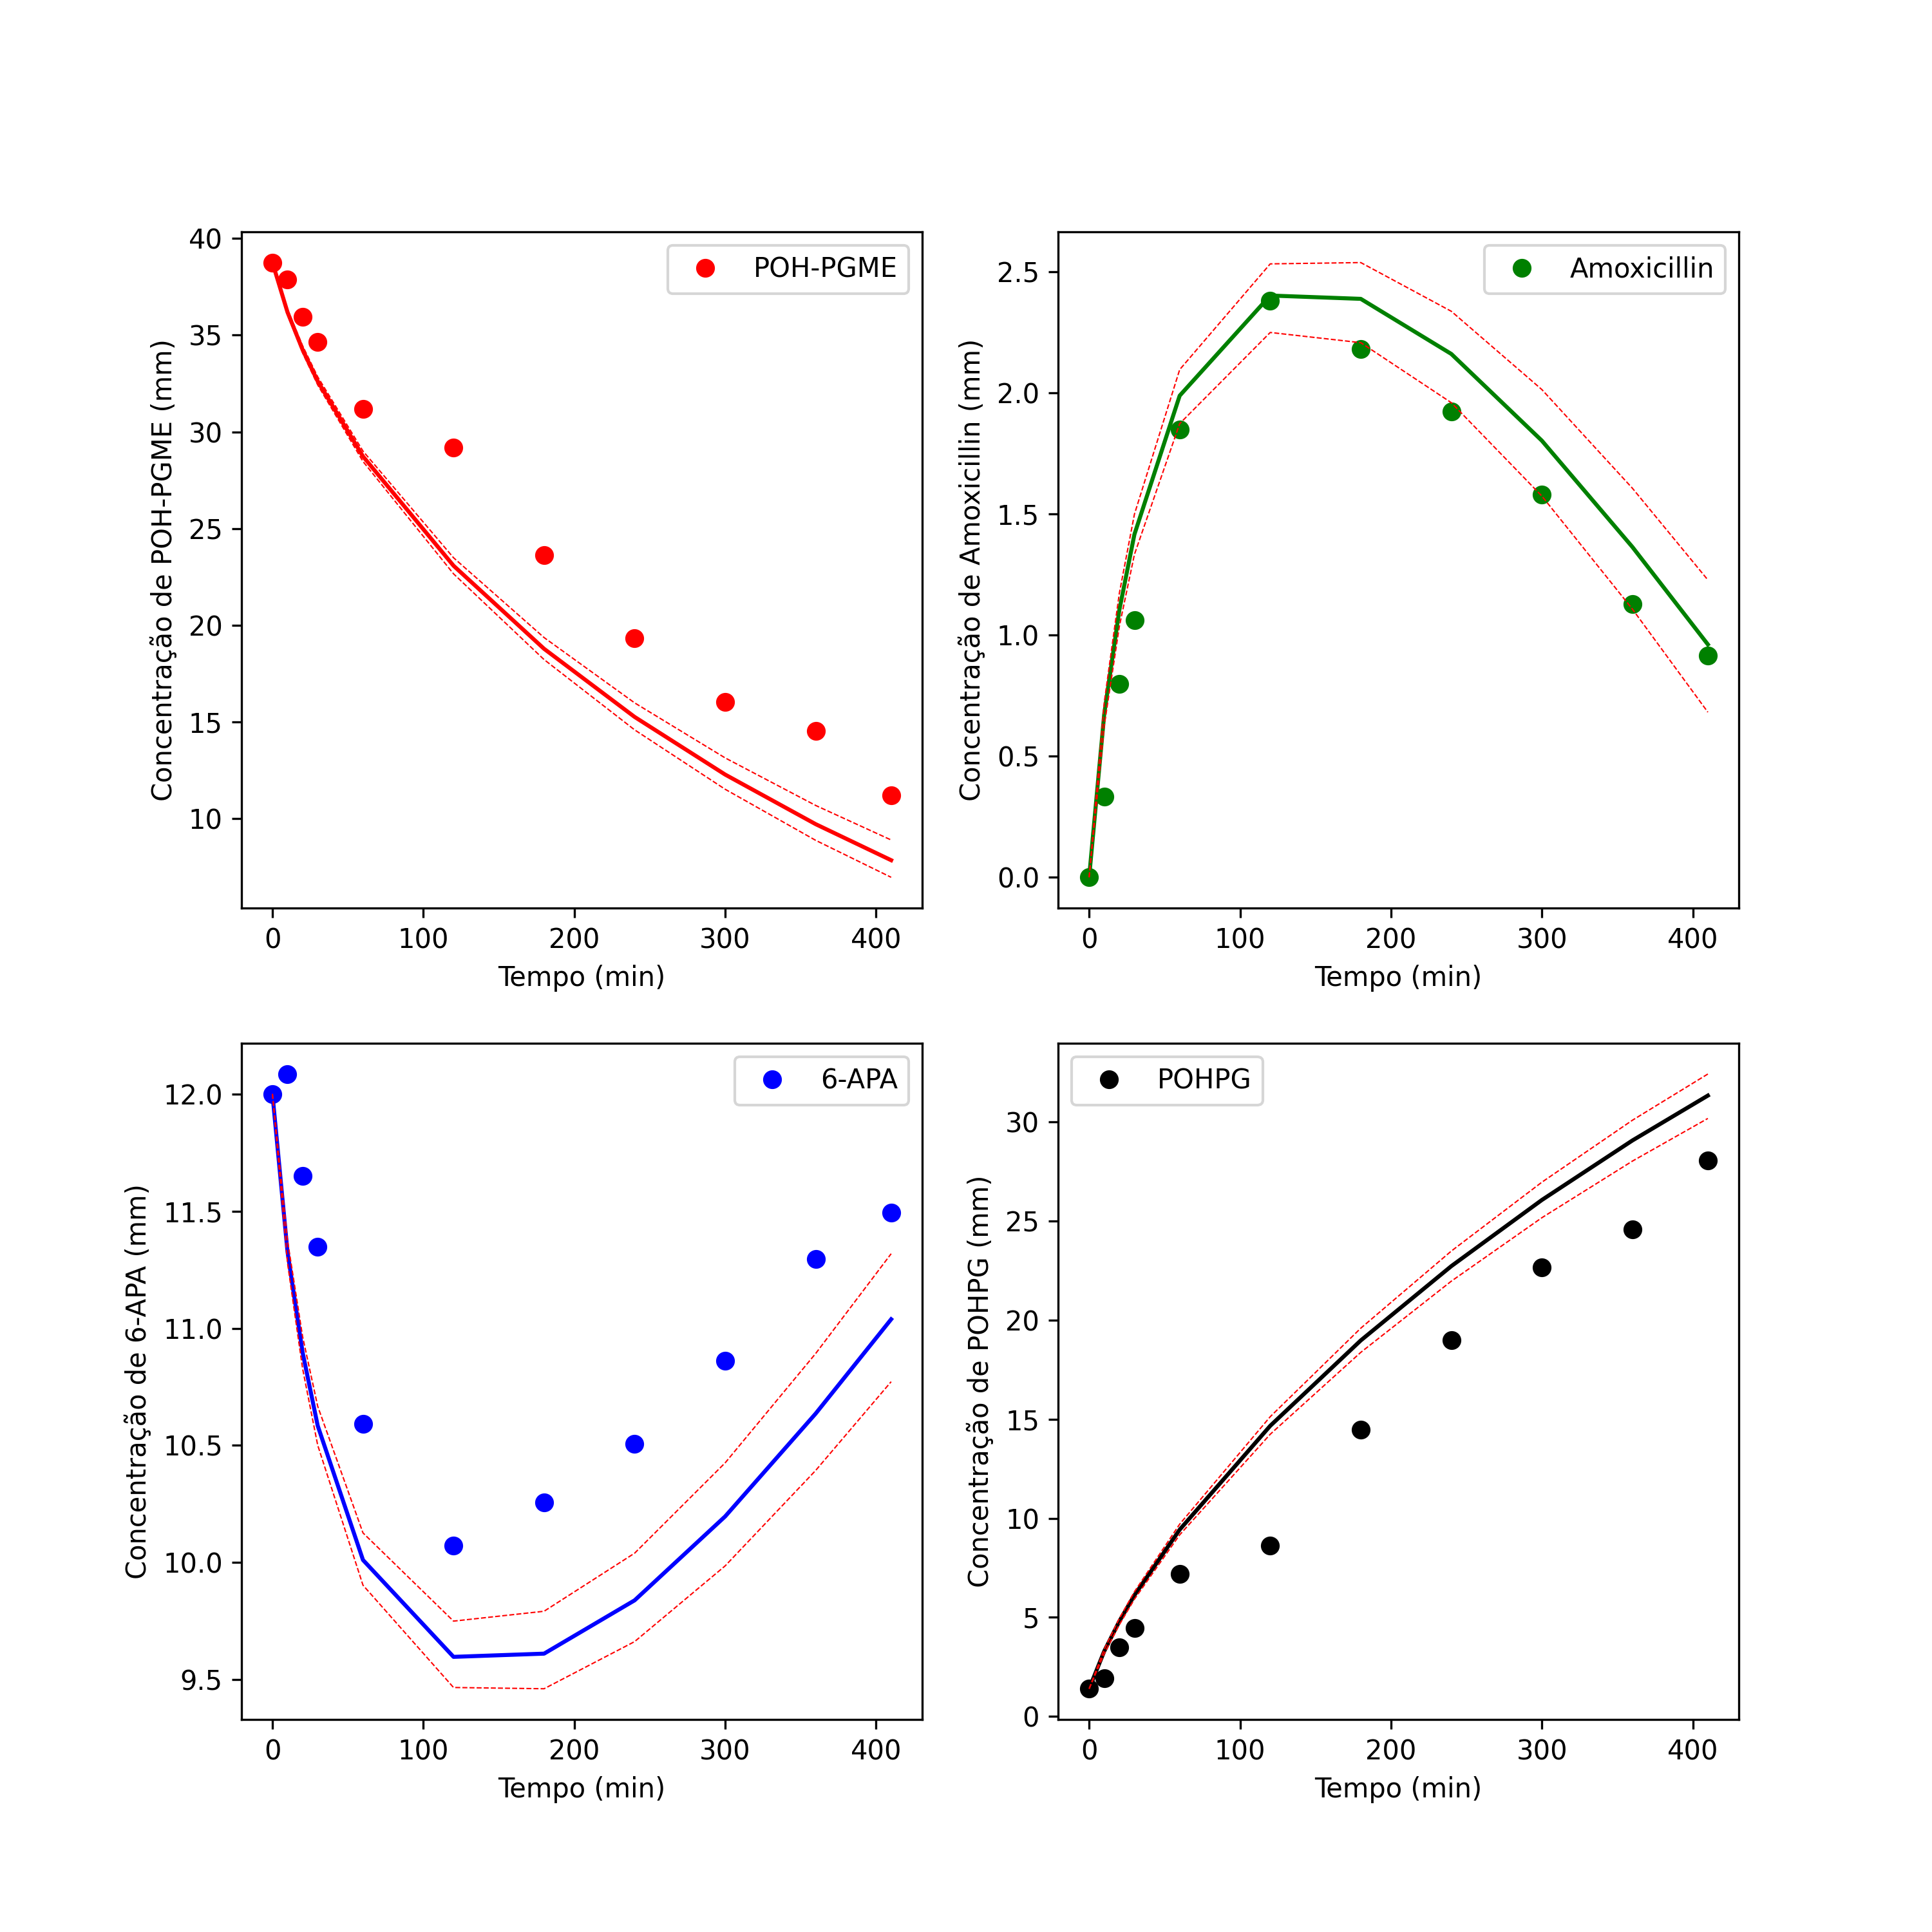 POH-PGME
Concentração de POH-PGME (mm)
40
35
30
25
20
15
10
0 100 200 300 400
Tempo (min)
Amoxicillin
Concentração de Amoxicillin (mm)
2.5
2.0
1.5
1.0
0.5
0.0
0 100 200 300 400
Tempo (min)
6-APA
Concentração de 6-APA (mm)
12.0
11.5
11.0
10.5
10.0
9.5
0 100 200 300 400
Tempo (min)
POHPG
Concentração de POHPG (mm)
30
25
20
15
10
5
0
0 100 200 300 400
Tempo (min)